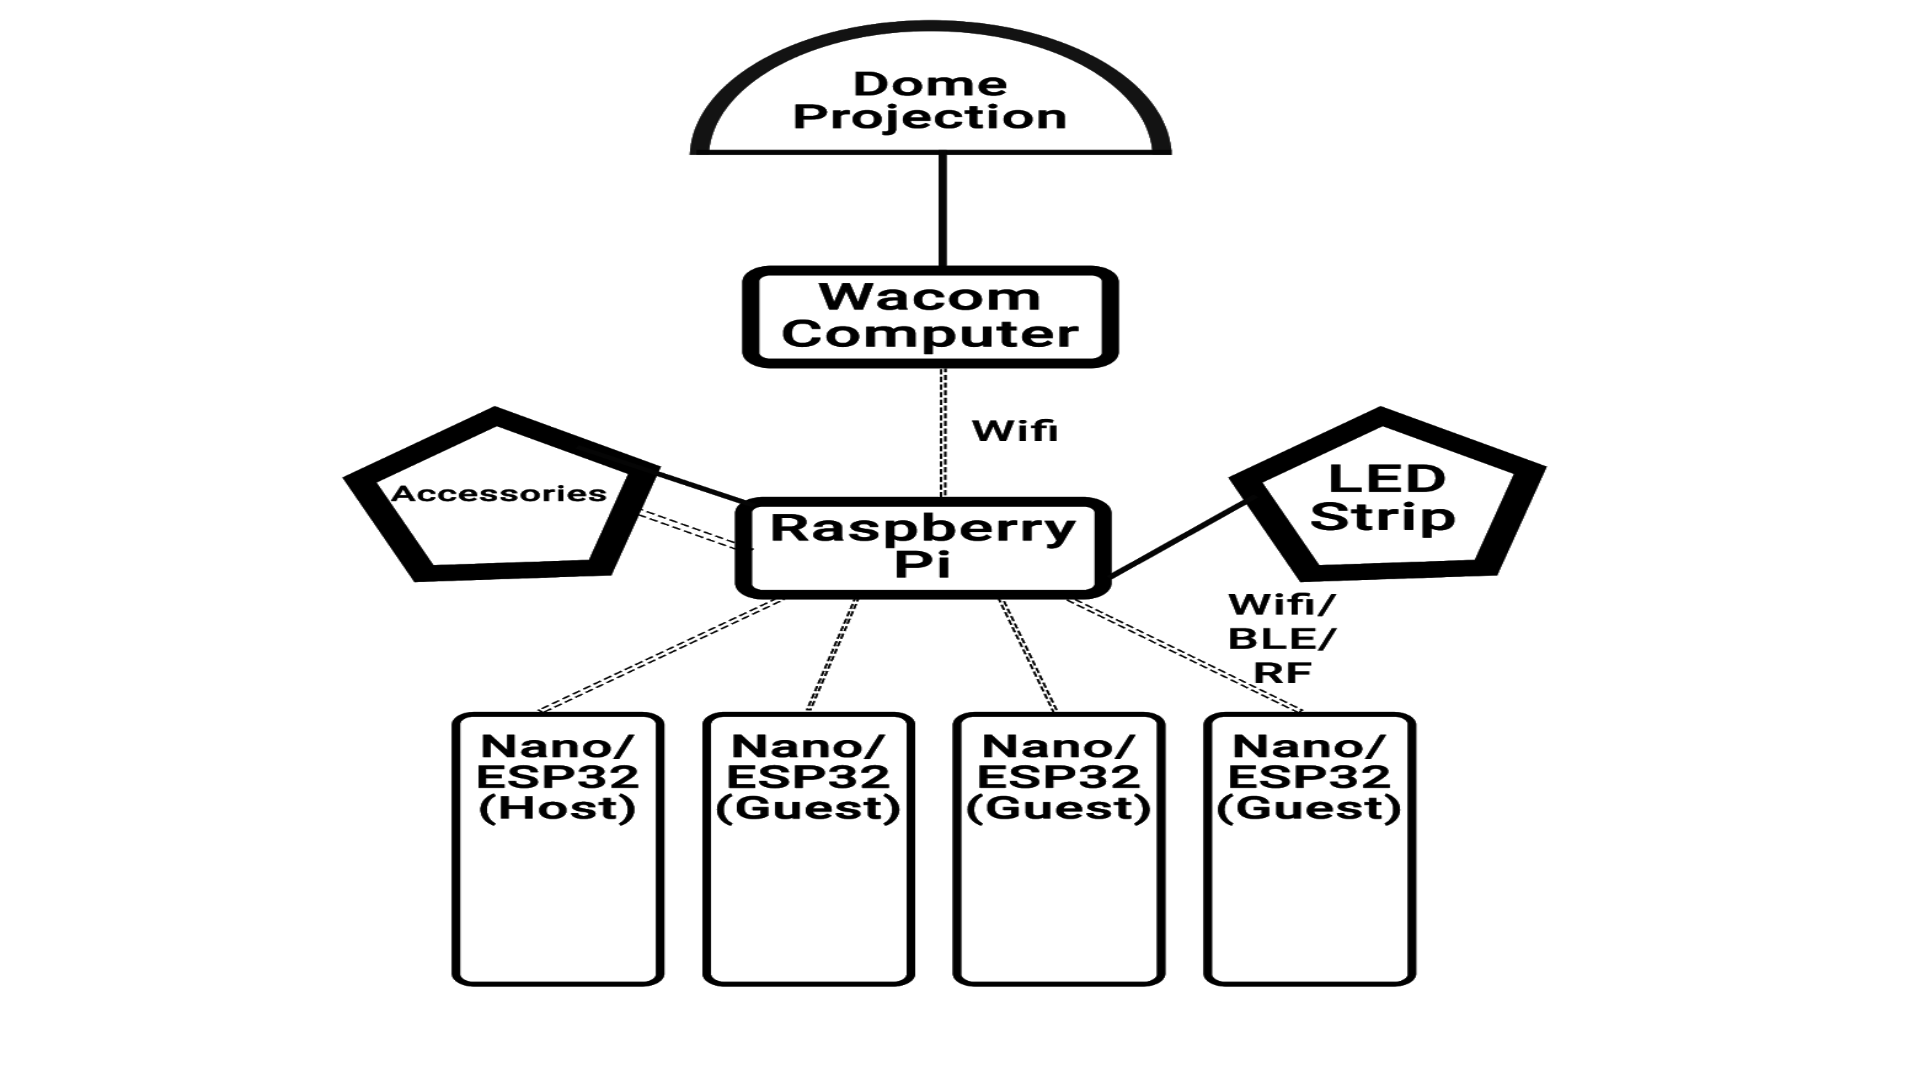 Dome
Projection
Wacom
Computer
Wifi
Accessories
Raspberry
Pi
LED
Strip
Wifi/
BLE/
RF
Nano/
ESP32
(Host)
Nano/
ESP32
(Guest)
Nano/
ESP32
(Guest)
Nano/
ESP32
(Guest)